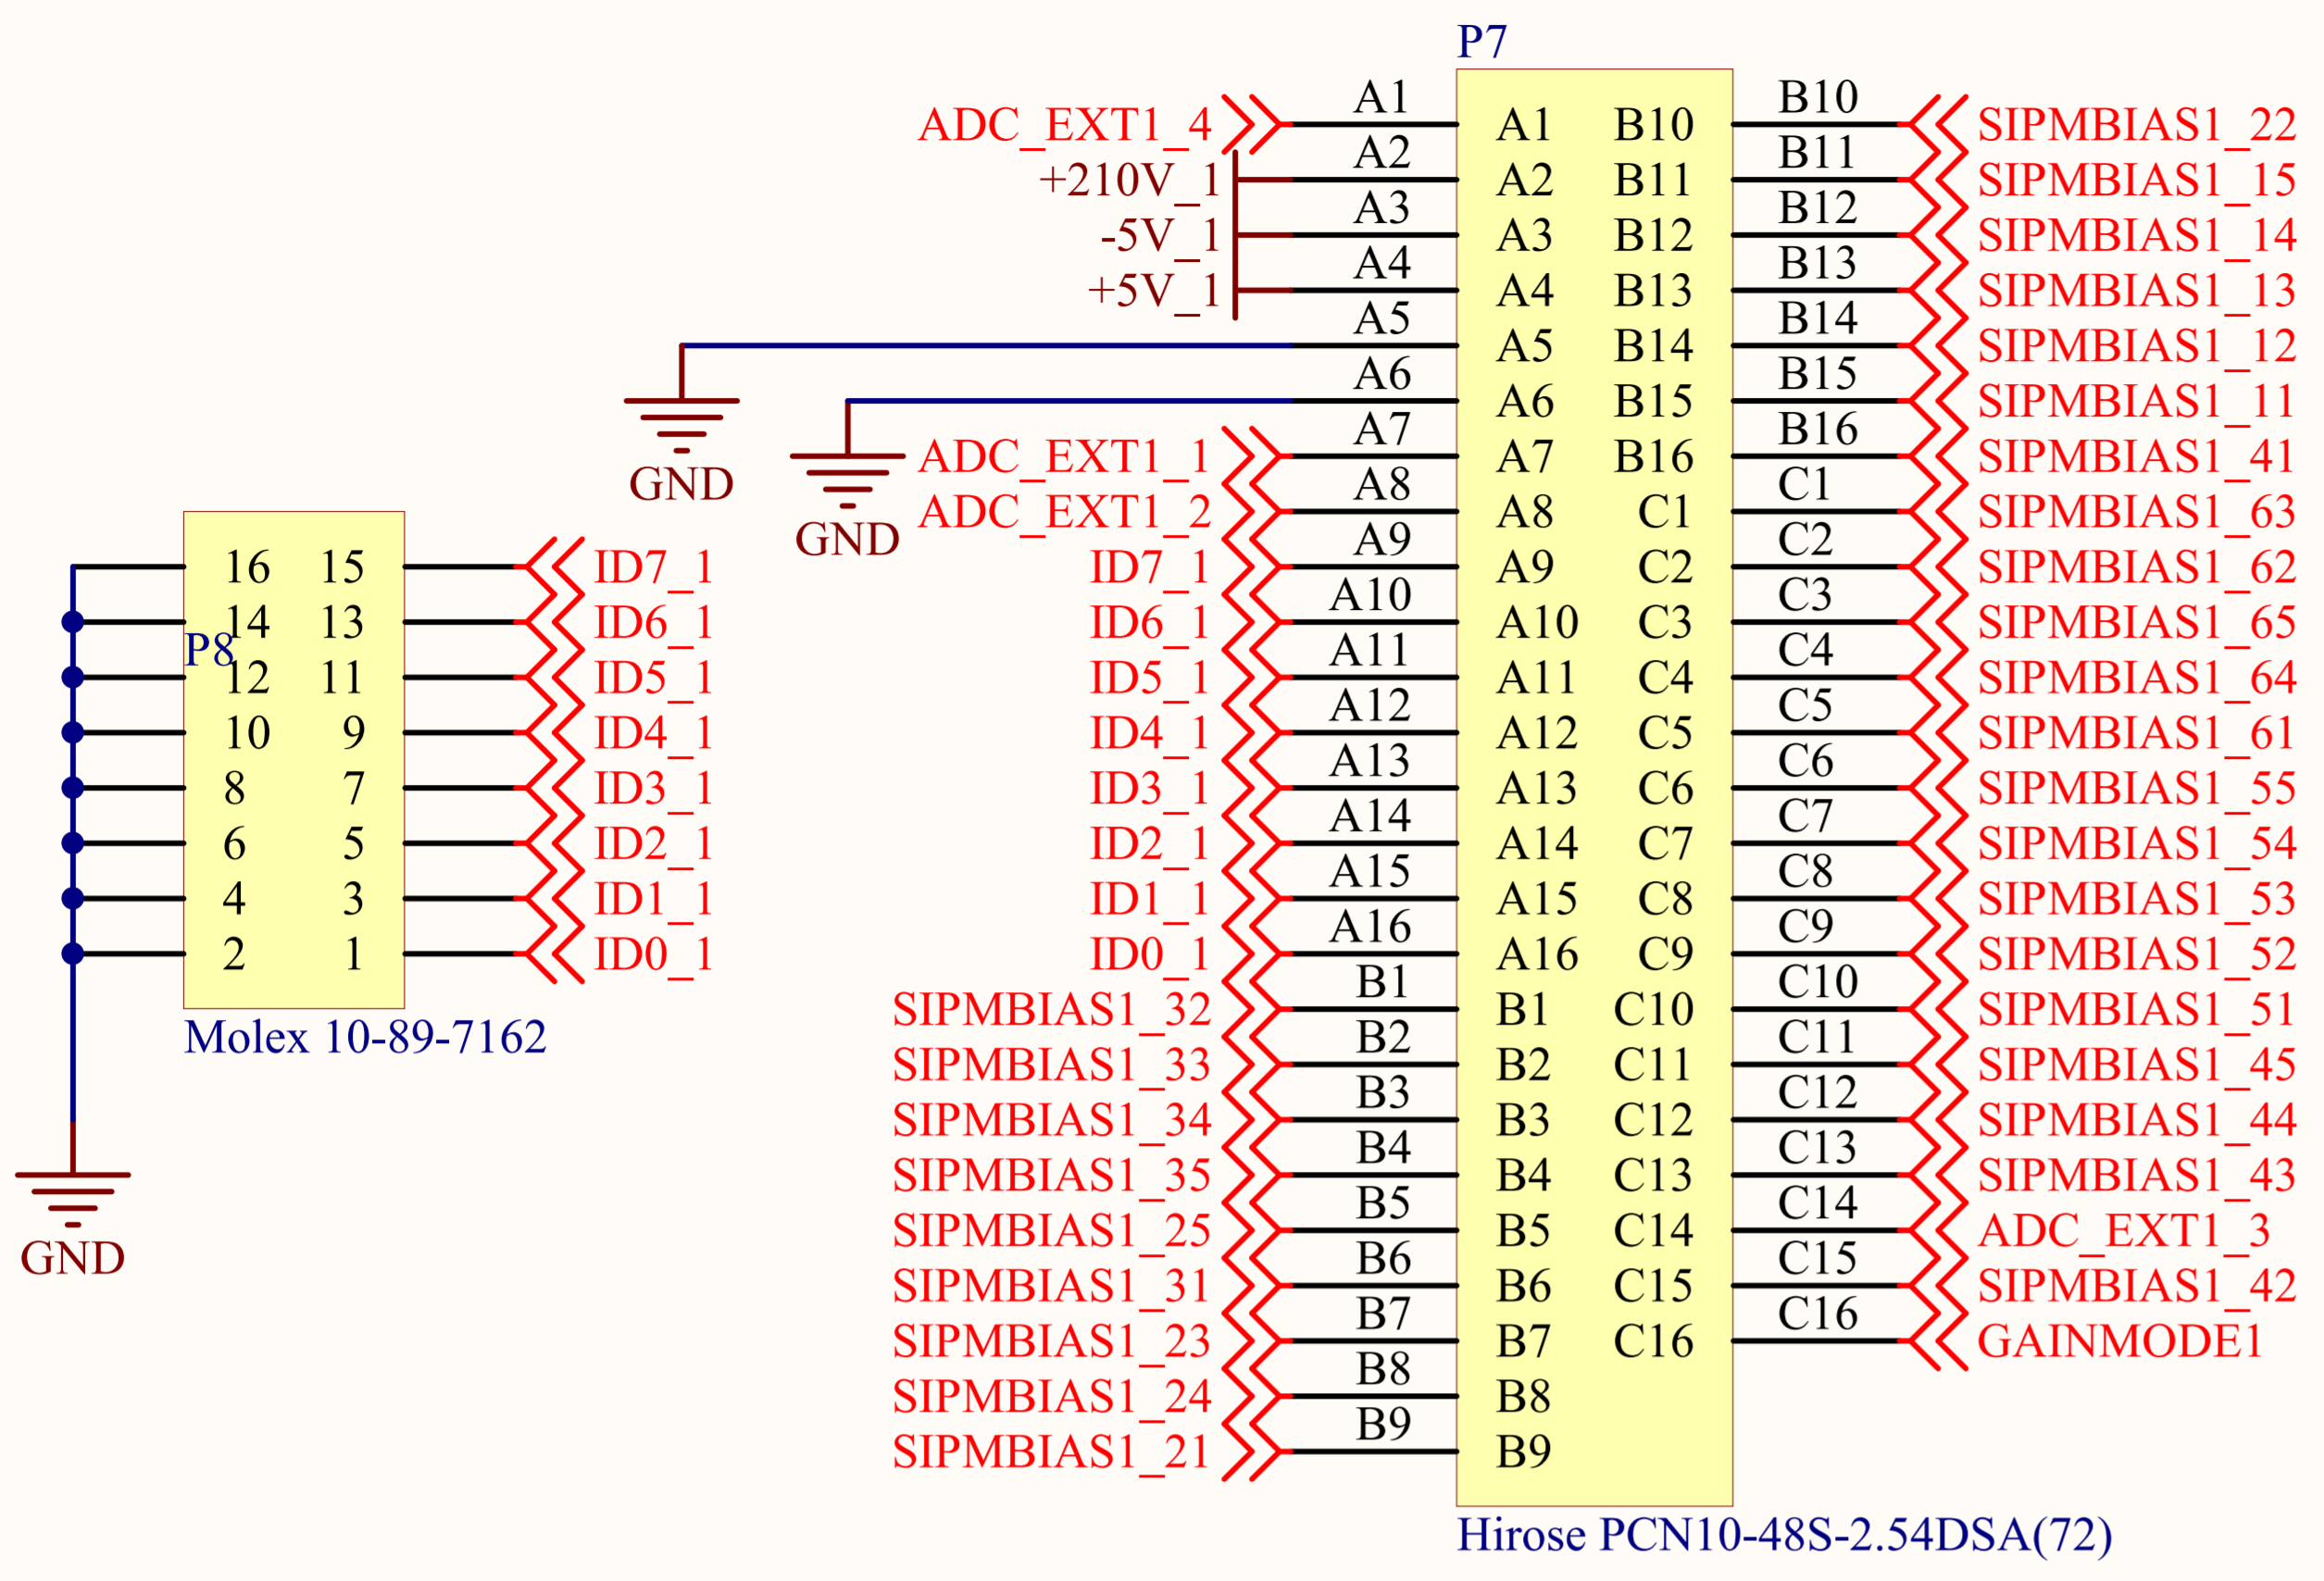 P7
A1 B10
ADC_EXT1_4 A1 B10 SIPMBIAS1_22
A2 B11
+210V_1 A2 B11 SIPMBIAS1_15
A3 B12
-5V_1 A3 B12 SIPMBIAS1_14
A4 B13
+5V_1 A4 B13 SIPMBIAS1_13
A5 B14
A5 B14 SIPMBIAS1_12
A6 B15
A6 B15 SIPMBIAS1_11
A7 B16
ADC_EXT1_1 A7 B16 SIPMBIAS1_41
GND A8 C1
ADC_EXT1_2 A8 C1 SIPMBIAS1_63
GND A9 C2
16 15 ID7_1 ID7_1 A9 C2 SIPMBIAS1_62
A10 C3
14 13 ID6_1 ID6_1 A10 C3 SIPMBIAS1_65
P8 A11 C4
12 11 ID5_1 ID5_1 A11 C4 SIPMBIAS1_64
A12 C5
10 9 ID4_1 ID4_1 A12 C5 SIPMBIAS1_61
A13 C6
8 7 ID3_1 ID3_1 A13 C6 SIPMBIAS1_55
A14 C7
6 5 ID2_1 ID2_1 A14 C7 SIPMBIAS1_54
A15 C8
4 3 ID1_1 ID1_1 A15 C8 SIPMBIAS1_53
A16 C9
2 1 ID0_1 ID0_1 A16 C9 SIPMBIAS1_52
B1 C10
SIPMBIAS1_32 B1 C10 SIPMBIAS1_51
Molex 10-89-7162 B2 C11
SIPMBIAS1_33 B2 C11 SIPMBIAS1_45
B3 C12
SIPMBIAS1_34 B3 C12 SIPMBIAS1_44
B4 C13
SIPMBIAS1_35 B4 C13 SIPMBIAS1_43
B5 C14
SIPMBIAS1_25 B5 C14 ADC_EXT1_3
GND B6 C15
SIPMBIAS1_31 B6 C15 SIPMBIAS1_42
B7 C16
SIPMBIAS1_23 B7 C16 GAINMODE1
B8
SIPMBIAS1_24 B8
B9
SIPMBIAS1_21 B9
Hirose PCN10-48S-2.54DSA(72)